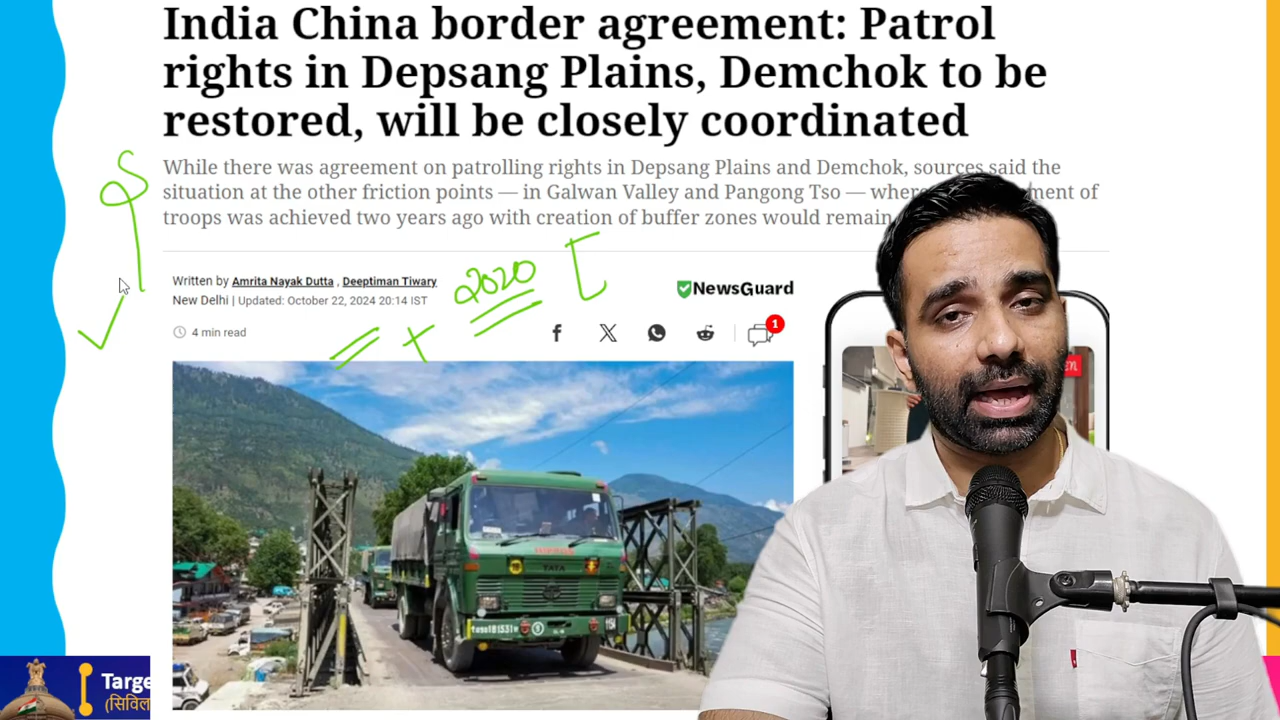 India China border agreement: Patrol
rights in Depsang Plains, Demchok to be
restored, will be closely coordinated
While there was agreement on patrolling rights in Depsang Plains and Demchok, sources said the
situation at the other friction points — in Galwan Valley and Pangong Tso — where ment of
troops was achieved two years ago with creation of buffer zones would remain
Written by Amrita Nayak Dutta , Deeptiman Tiwary
New Delhi | Updated: October 22, 2024 20:14 IST
NewsGuard
2020
4 min read
1
TATA
Targe
(सिविल